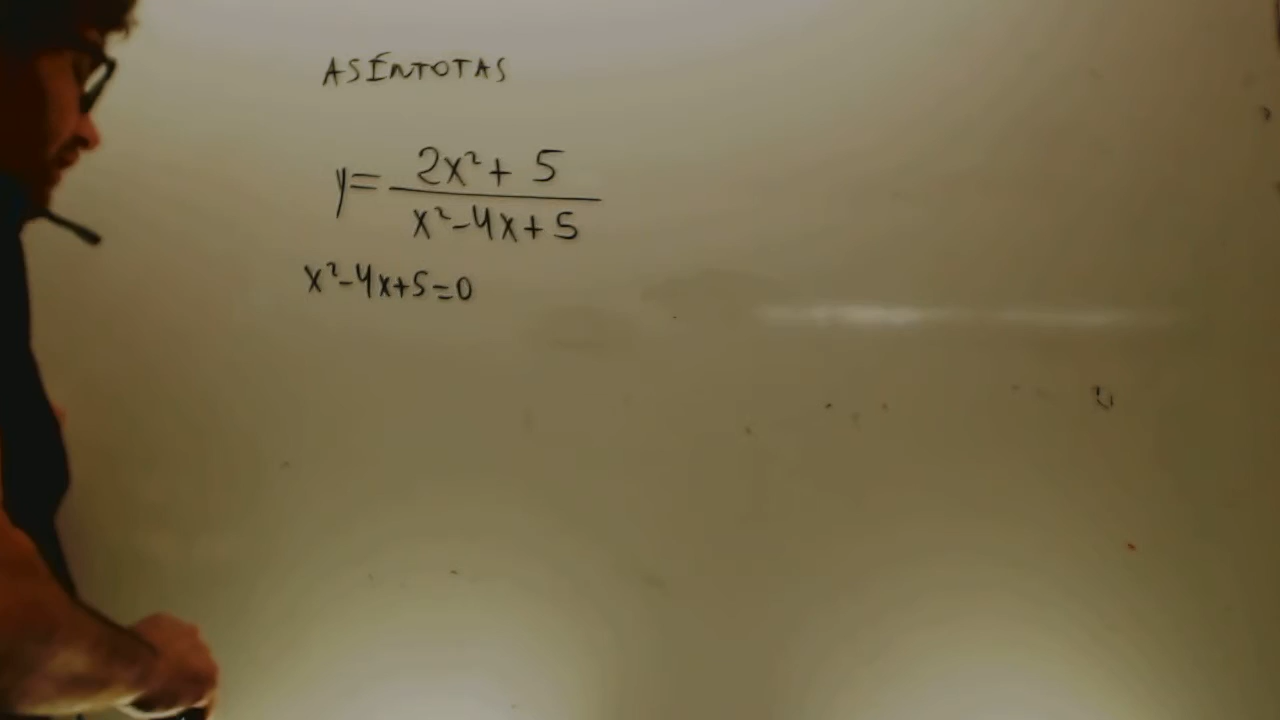 ASÍNTOTAS
y = (2x² + 5) / (x² - 4x + 5)
x² - 4x + 5 = 0